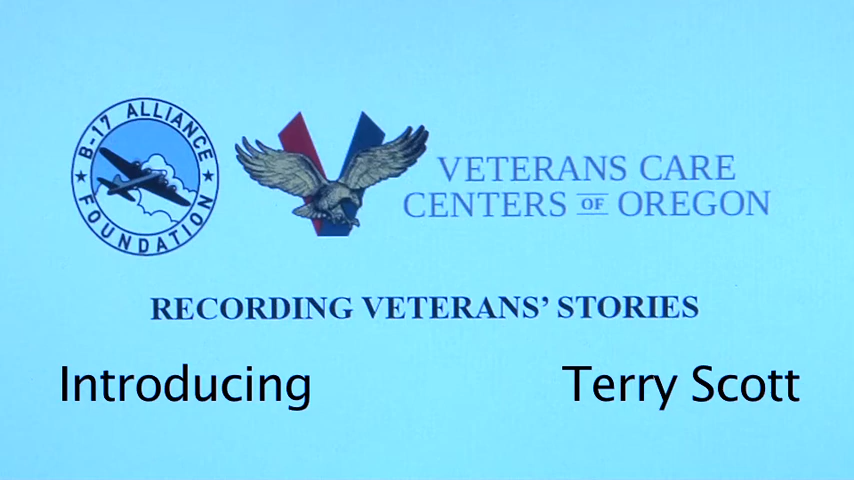 B-17 ALLIANCE
FOUNDATION
VETERANS CARE
CENTERS OF OREGON
RECORDING VETERANS’ STORIES
Introducing Terry Scott